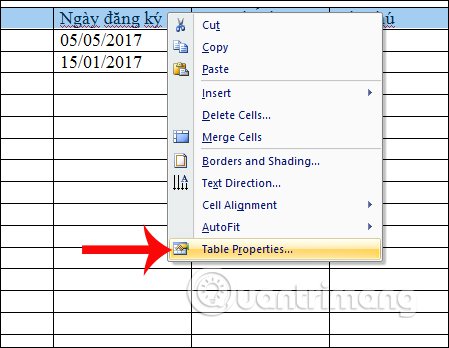 Ngày đăng ký
05/05/2017
15/01/2017
Cut
Copy
Paste
Insert
Delete Cells...
Merge Cells
Borders and Shading...
Text Direction...
Cell Alignment
AutoFit
Table Properties...
Quantrimang